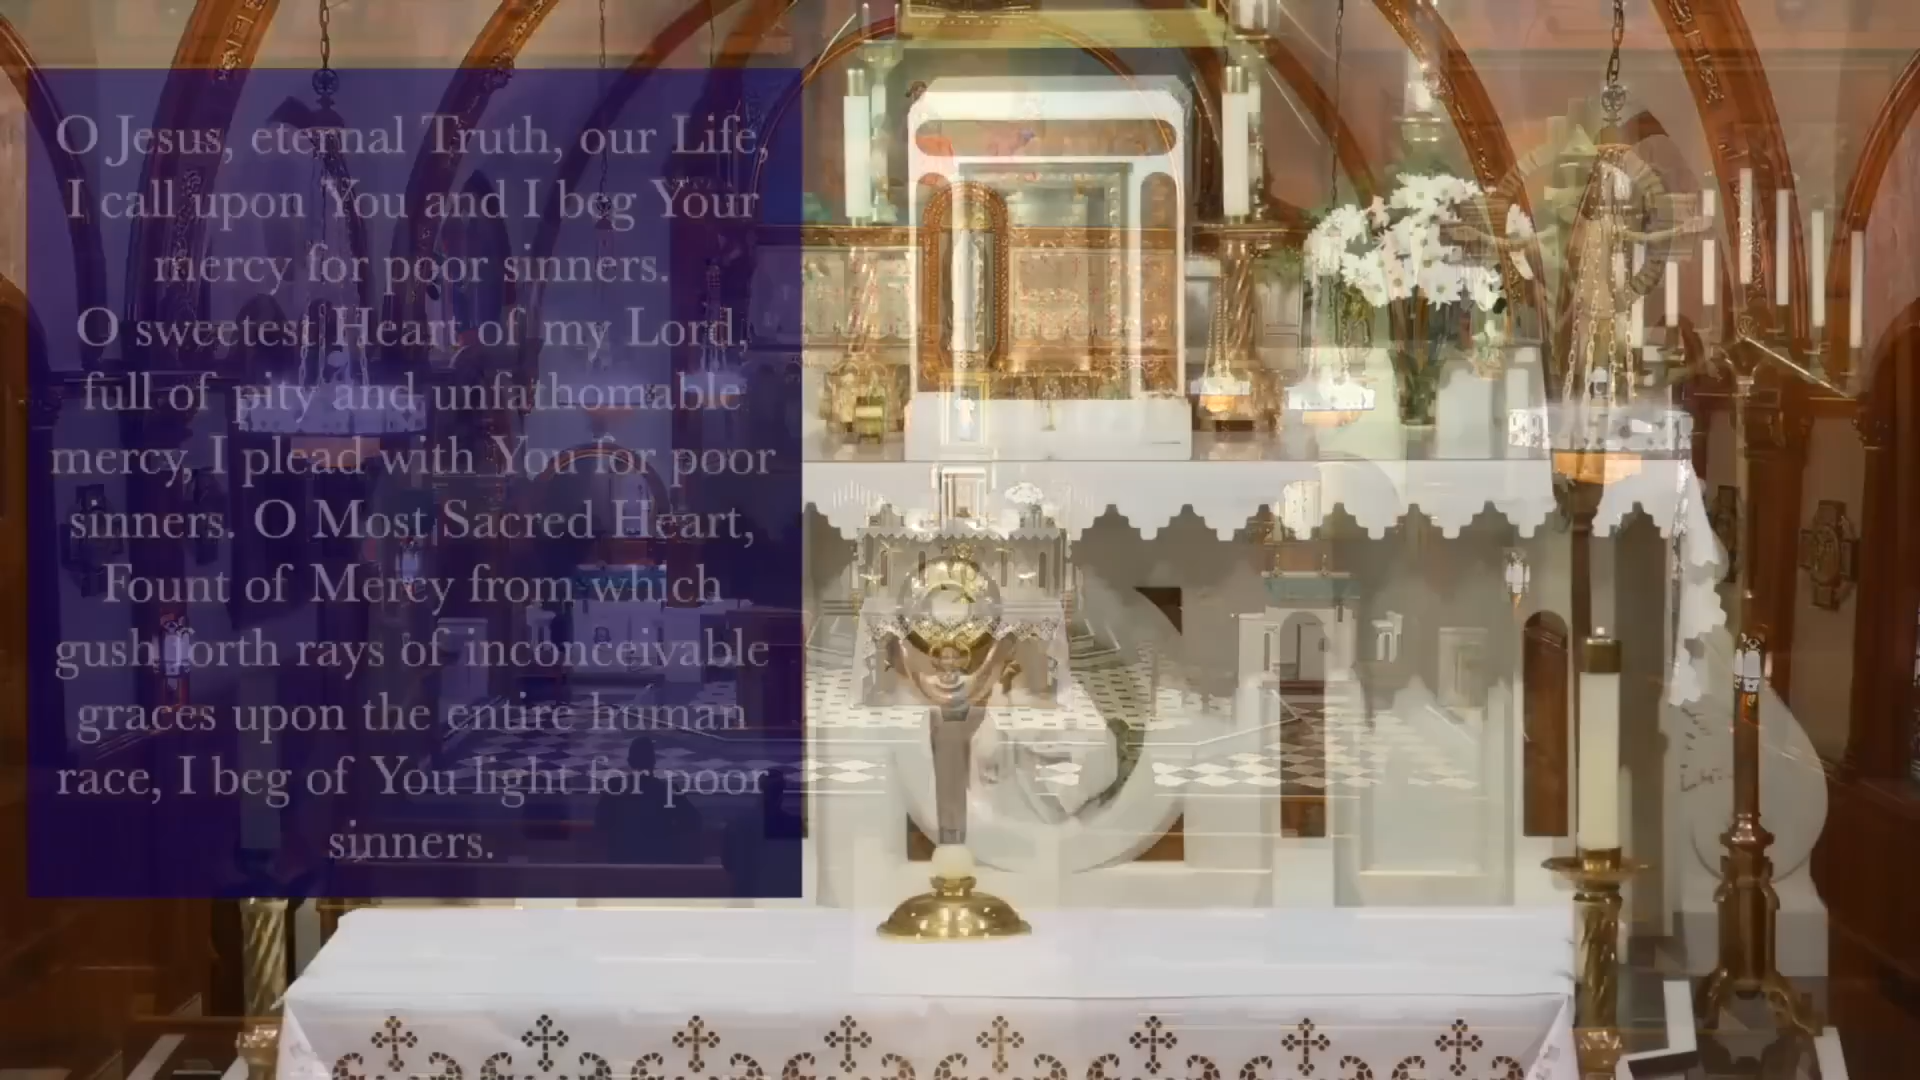 O Jesus, eternal Truth, our Life,
I call upon You and I beg Your
mercy for poor sinners.
O sweetest Heart of my Lord,
full of pity and unfathomable
mercy, I plead with You for poor
sinners. O Most Sacred Heart,
Fount of Mercy from which
gush forth rays of inconceivable
graces upon the entire human
race, I beg of You light for poor
sinners.